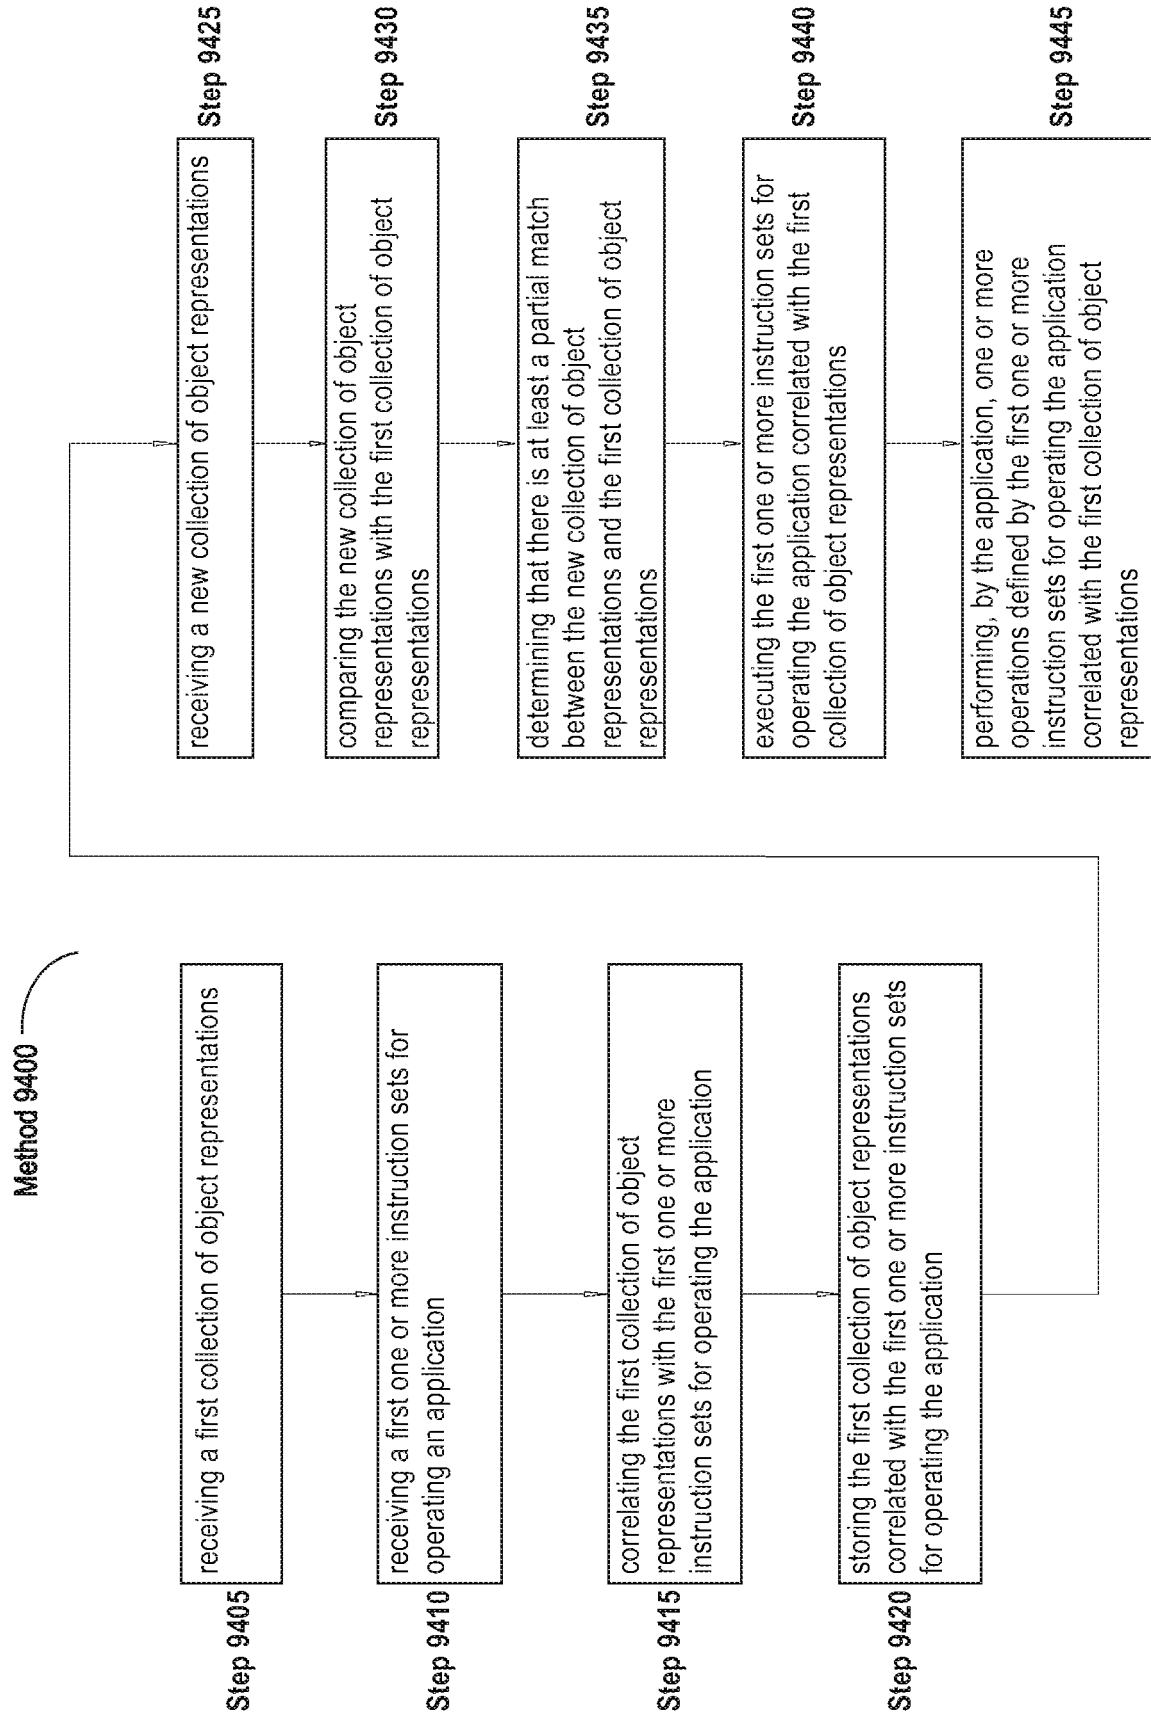 Method 9400
Step 9405
receiving a first collection of object representations
Step 9410
receiving a first one or more instruction sets for
operating an application
Step 9415
correlating the first collection of object
representations with the first one or more
instruction sets for operating the application
Step 9420
storing the first collection of object representations
correlated with the first one or more instruction sets
for operating the application
receiving a new collection of object representations
Step 9425
comparing the new collection of object
representations with the first collection of object
representations
Step 9430
determining that there is at least a partial match
between the new collection of object
representations and the first collection of object
representations
Step 9435
executing the first one or more instruction sets for
operating the application correlated with the first
collection of object representations
Step 9440
performing, by the application, one or more
operations defined by the first one or more
instruction sets for operating the application
correlated with the first collection of object
representations
Step 9445